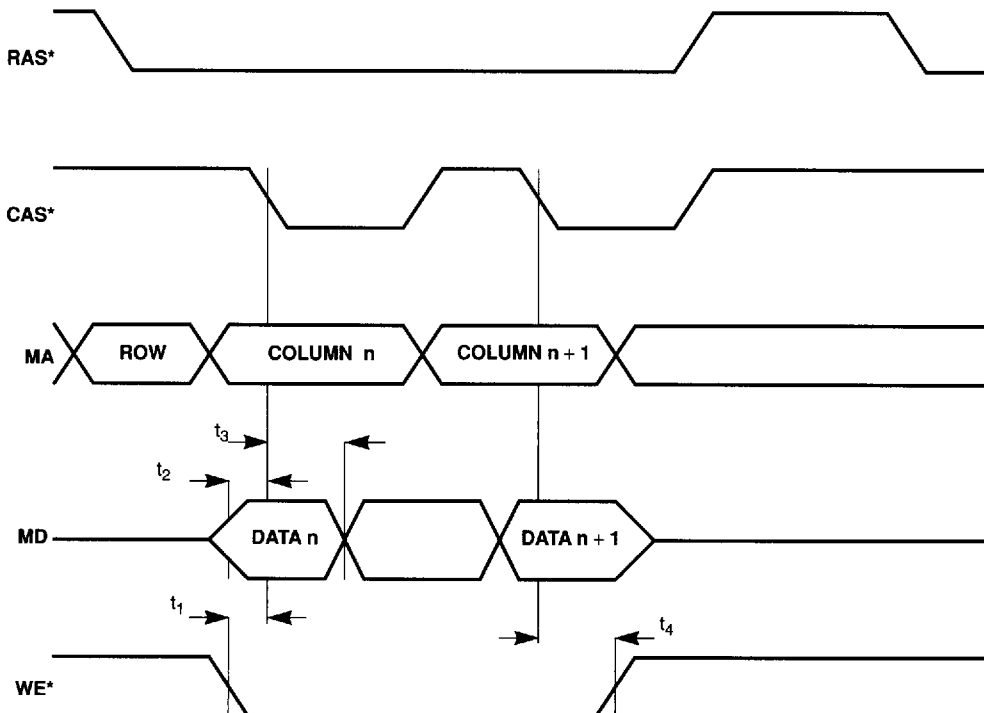 RAS*
CAS*
MA ROW COLUMN n COLUMN n + 1
t3
t2
MD DATA n DATA n + 1
t1
t4
WE*